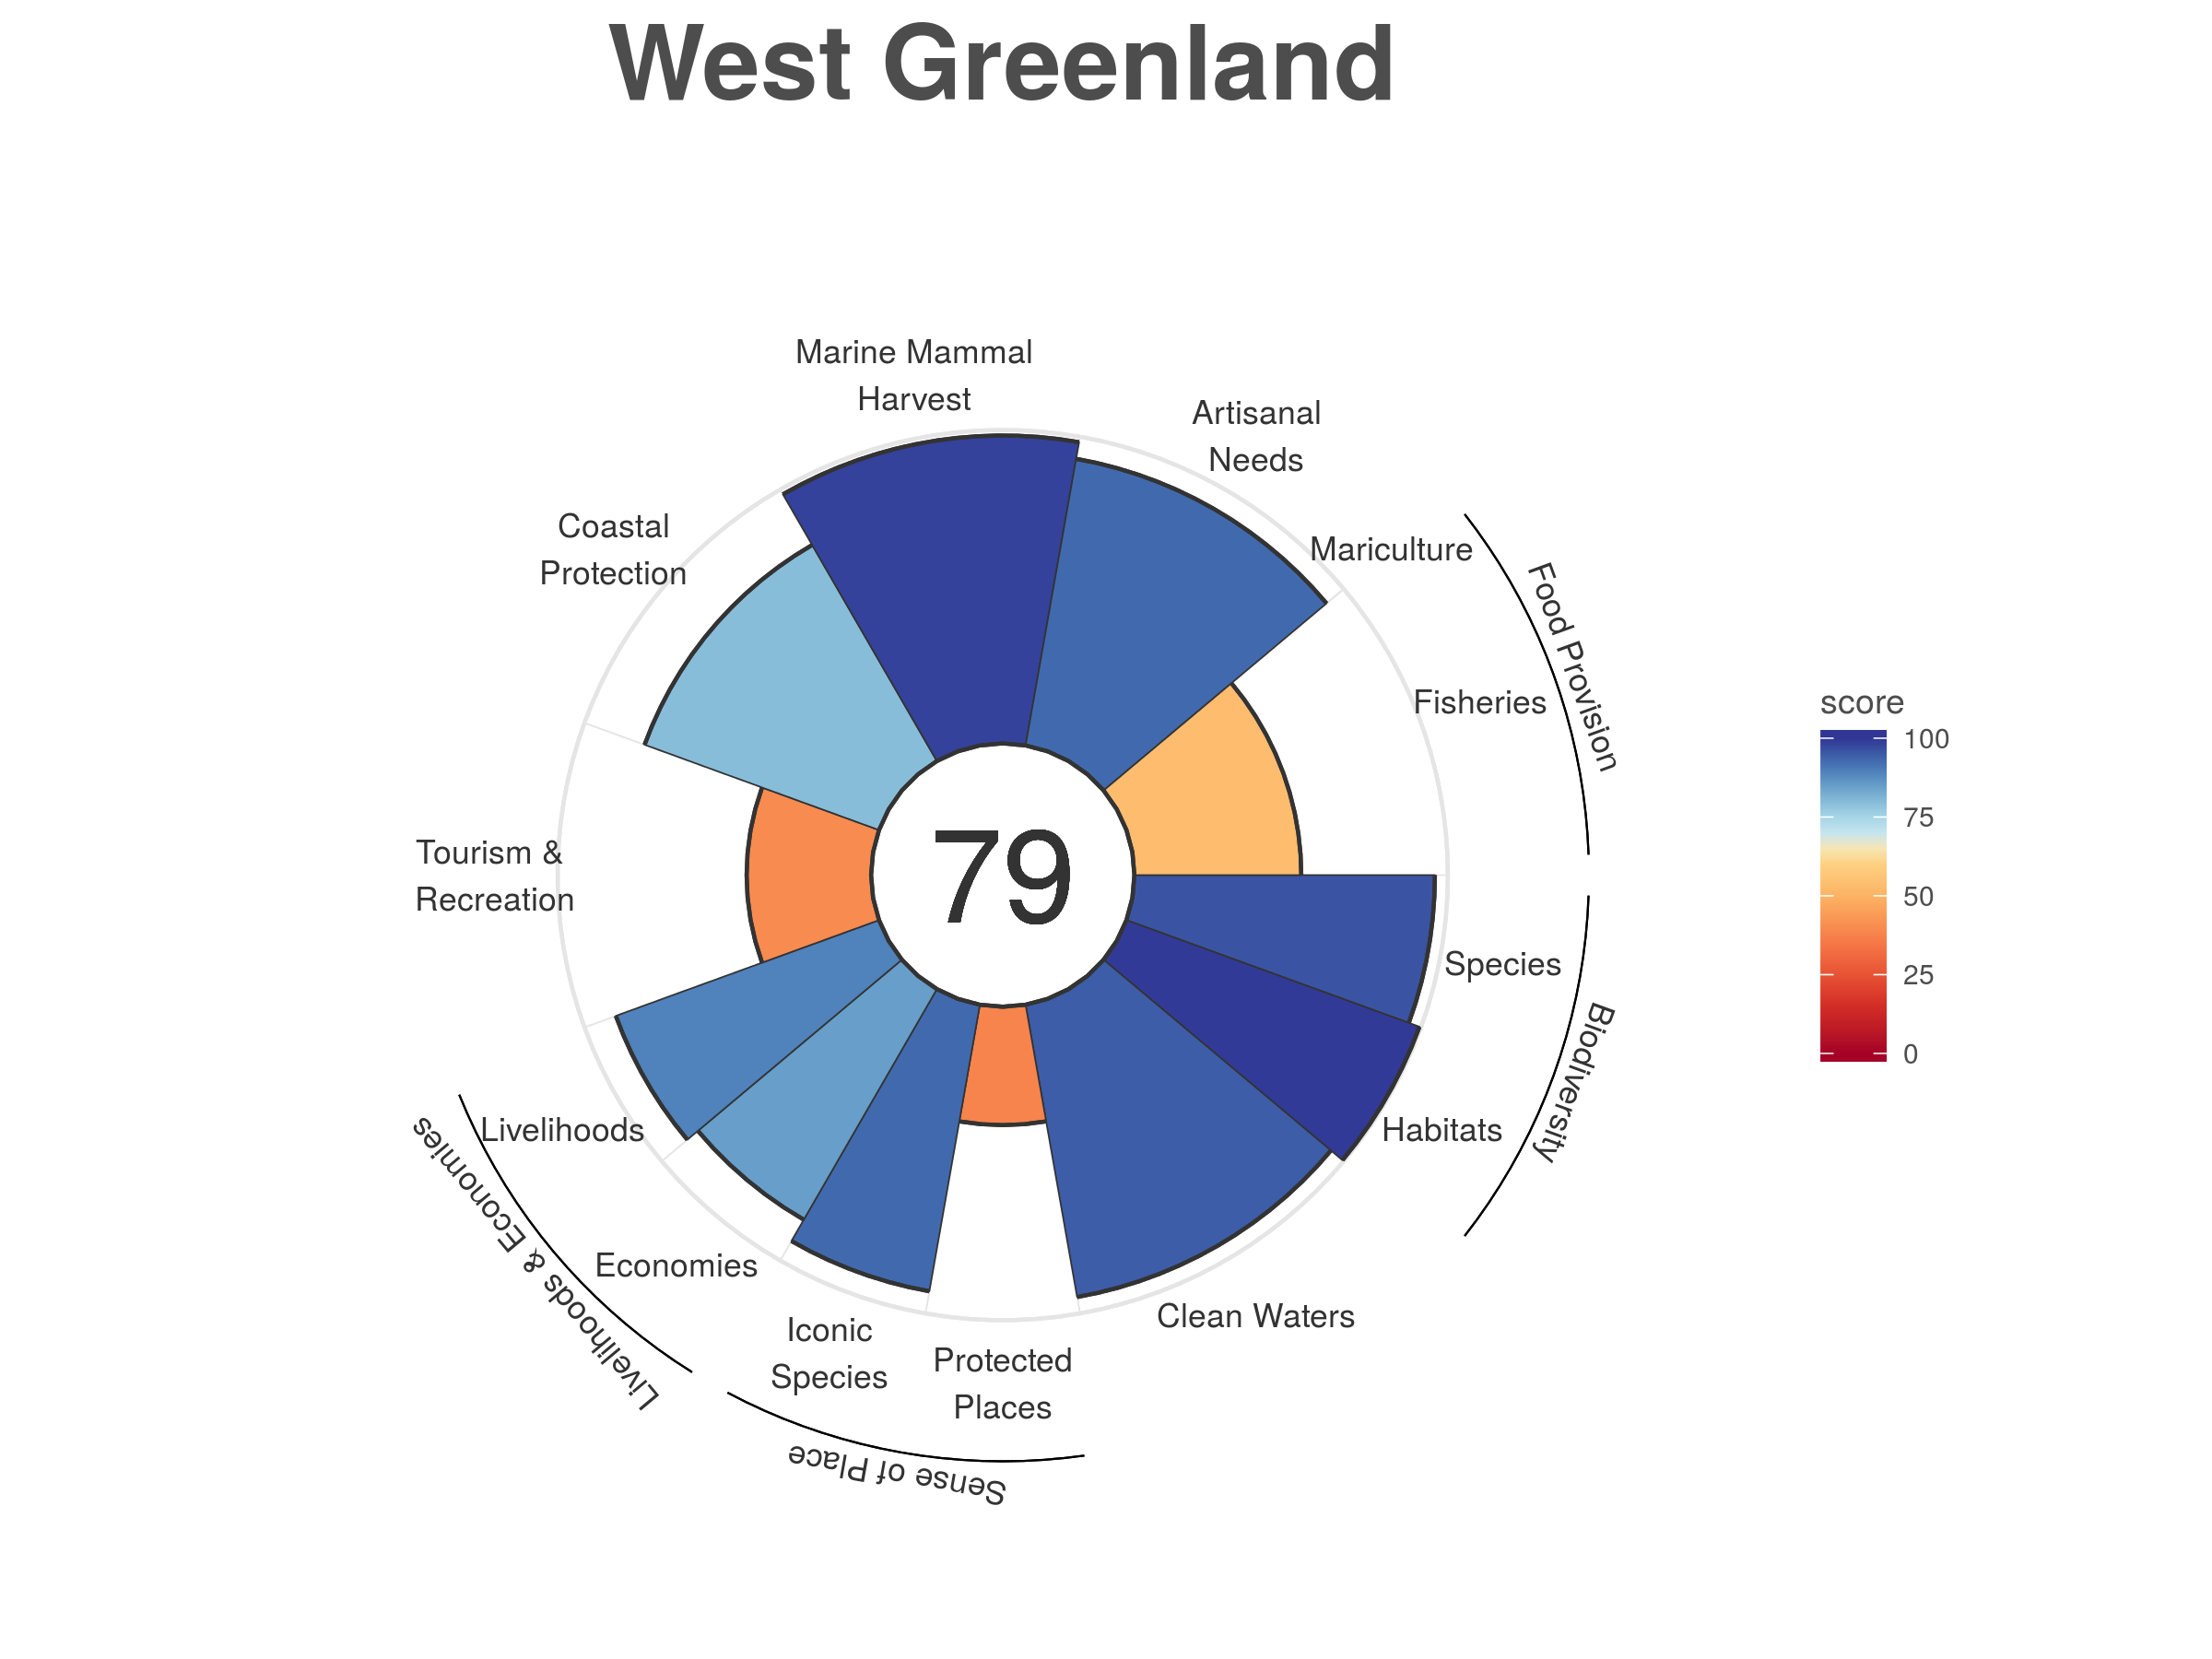 West Greenland
Marine Mammal
Harvest
Artisanal
Needs
Mariculture
Fisheries
Food Provision
Coastal
Protection
Tourism &
Recreation
79
Species
Habitats
Biodiversity
Livelihoods
Economies
Livelihoods & Economies
Iconic
Species
Protected
Places
Sense of Place
Clean Waters
score
100
75
50
25
0